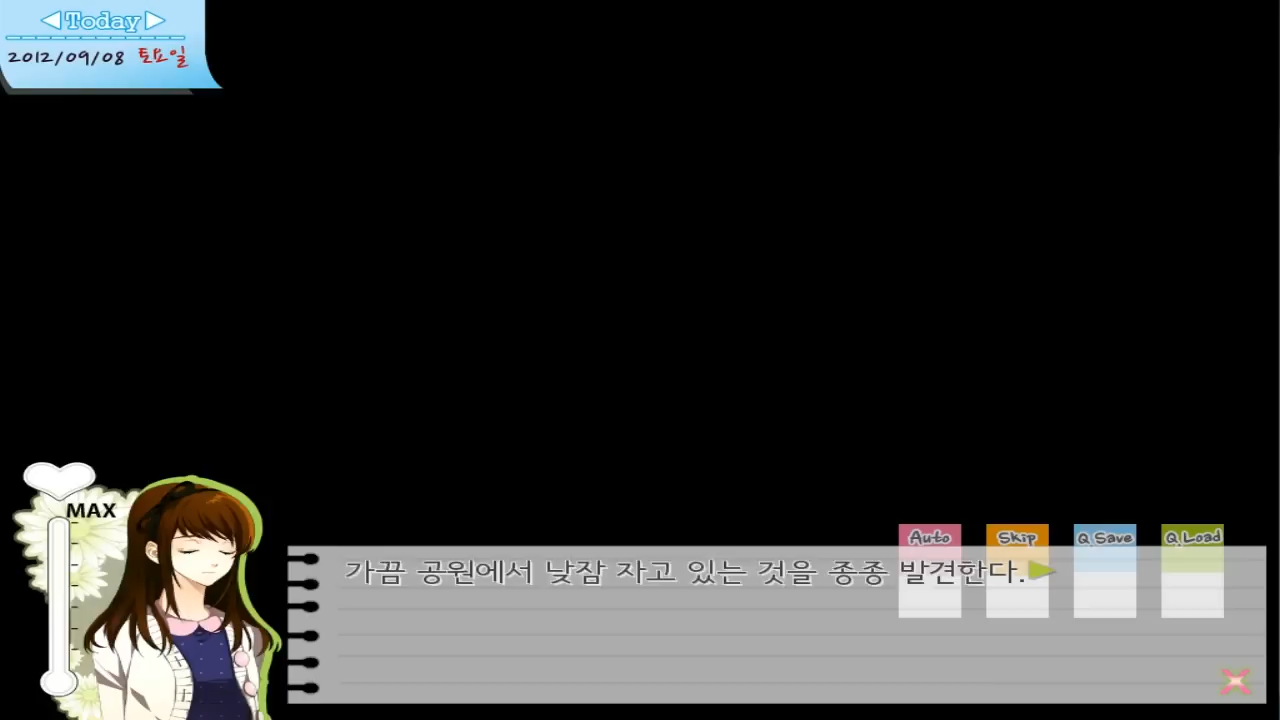 Today
2012/09/08 토요일
MAX
Auto Skip Q.Save Q.Load
가끔 공원에서 낮잠 자고 있는 것을 종종 발견한다.